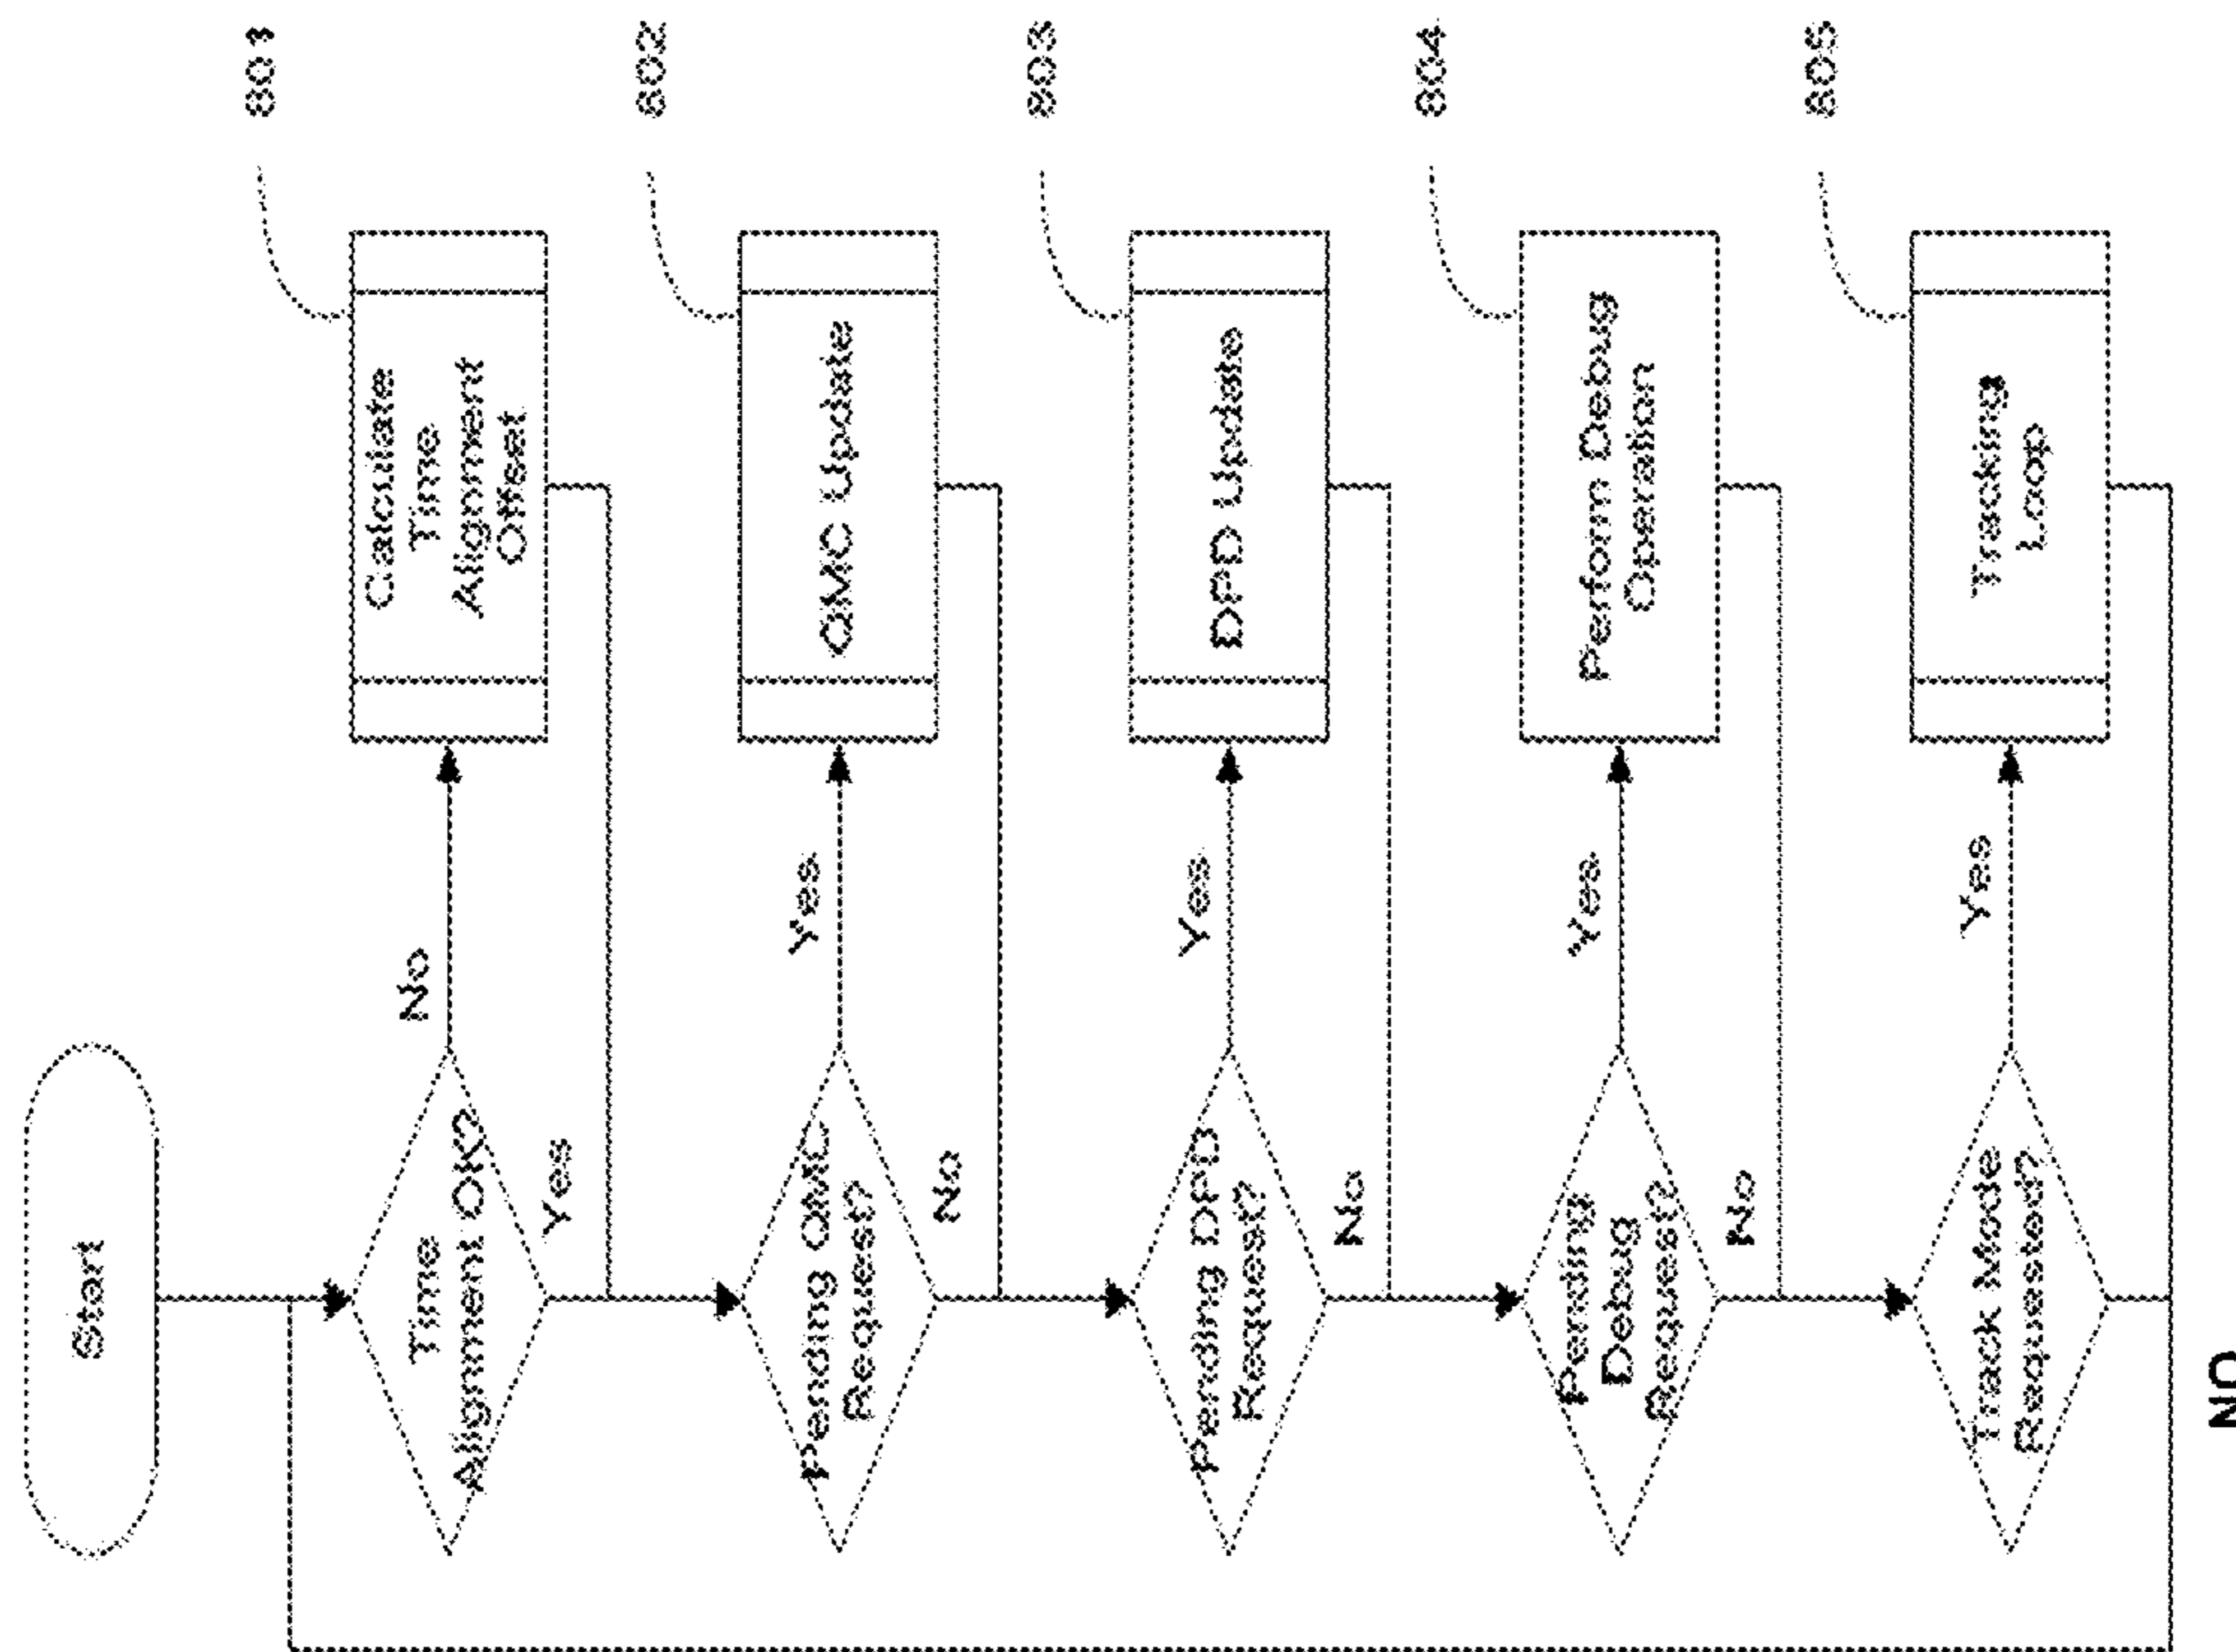 Start
Time
Alignment OK?
No
Yes
Calculate
Time
Alignment
Offset
801
Pending QMC
Request?
Yes
No
QMC Update
802
Pending DPD
Request?
Yes
No
DPD Update
803
Pending
Debug
Request?
Yes
No
Perform Debug
Operation
804
Track Mode
Requested?
Yes
NO
Tracking
Loop
805